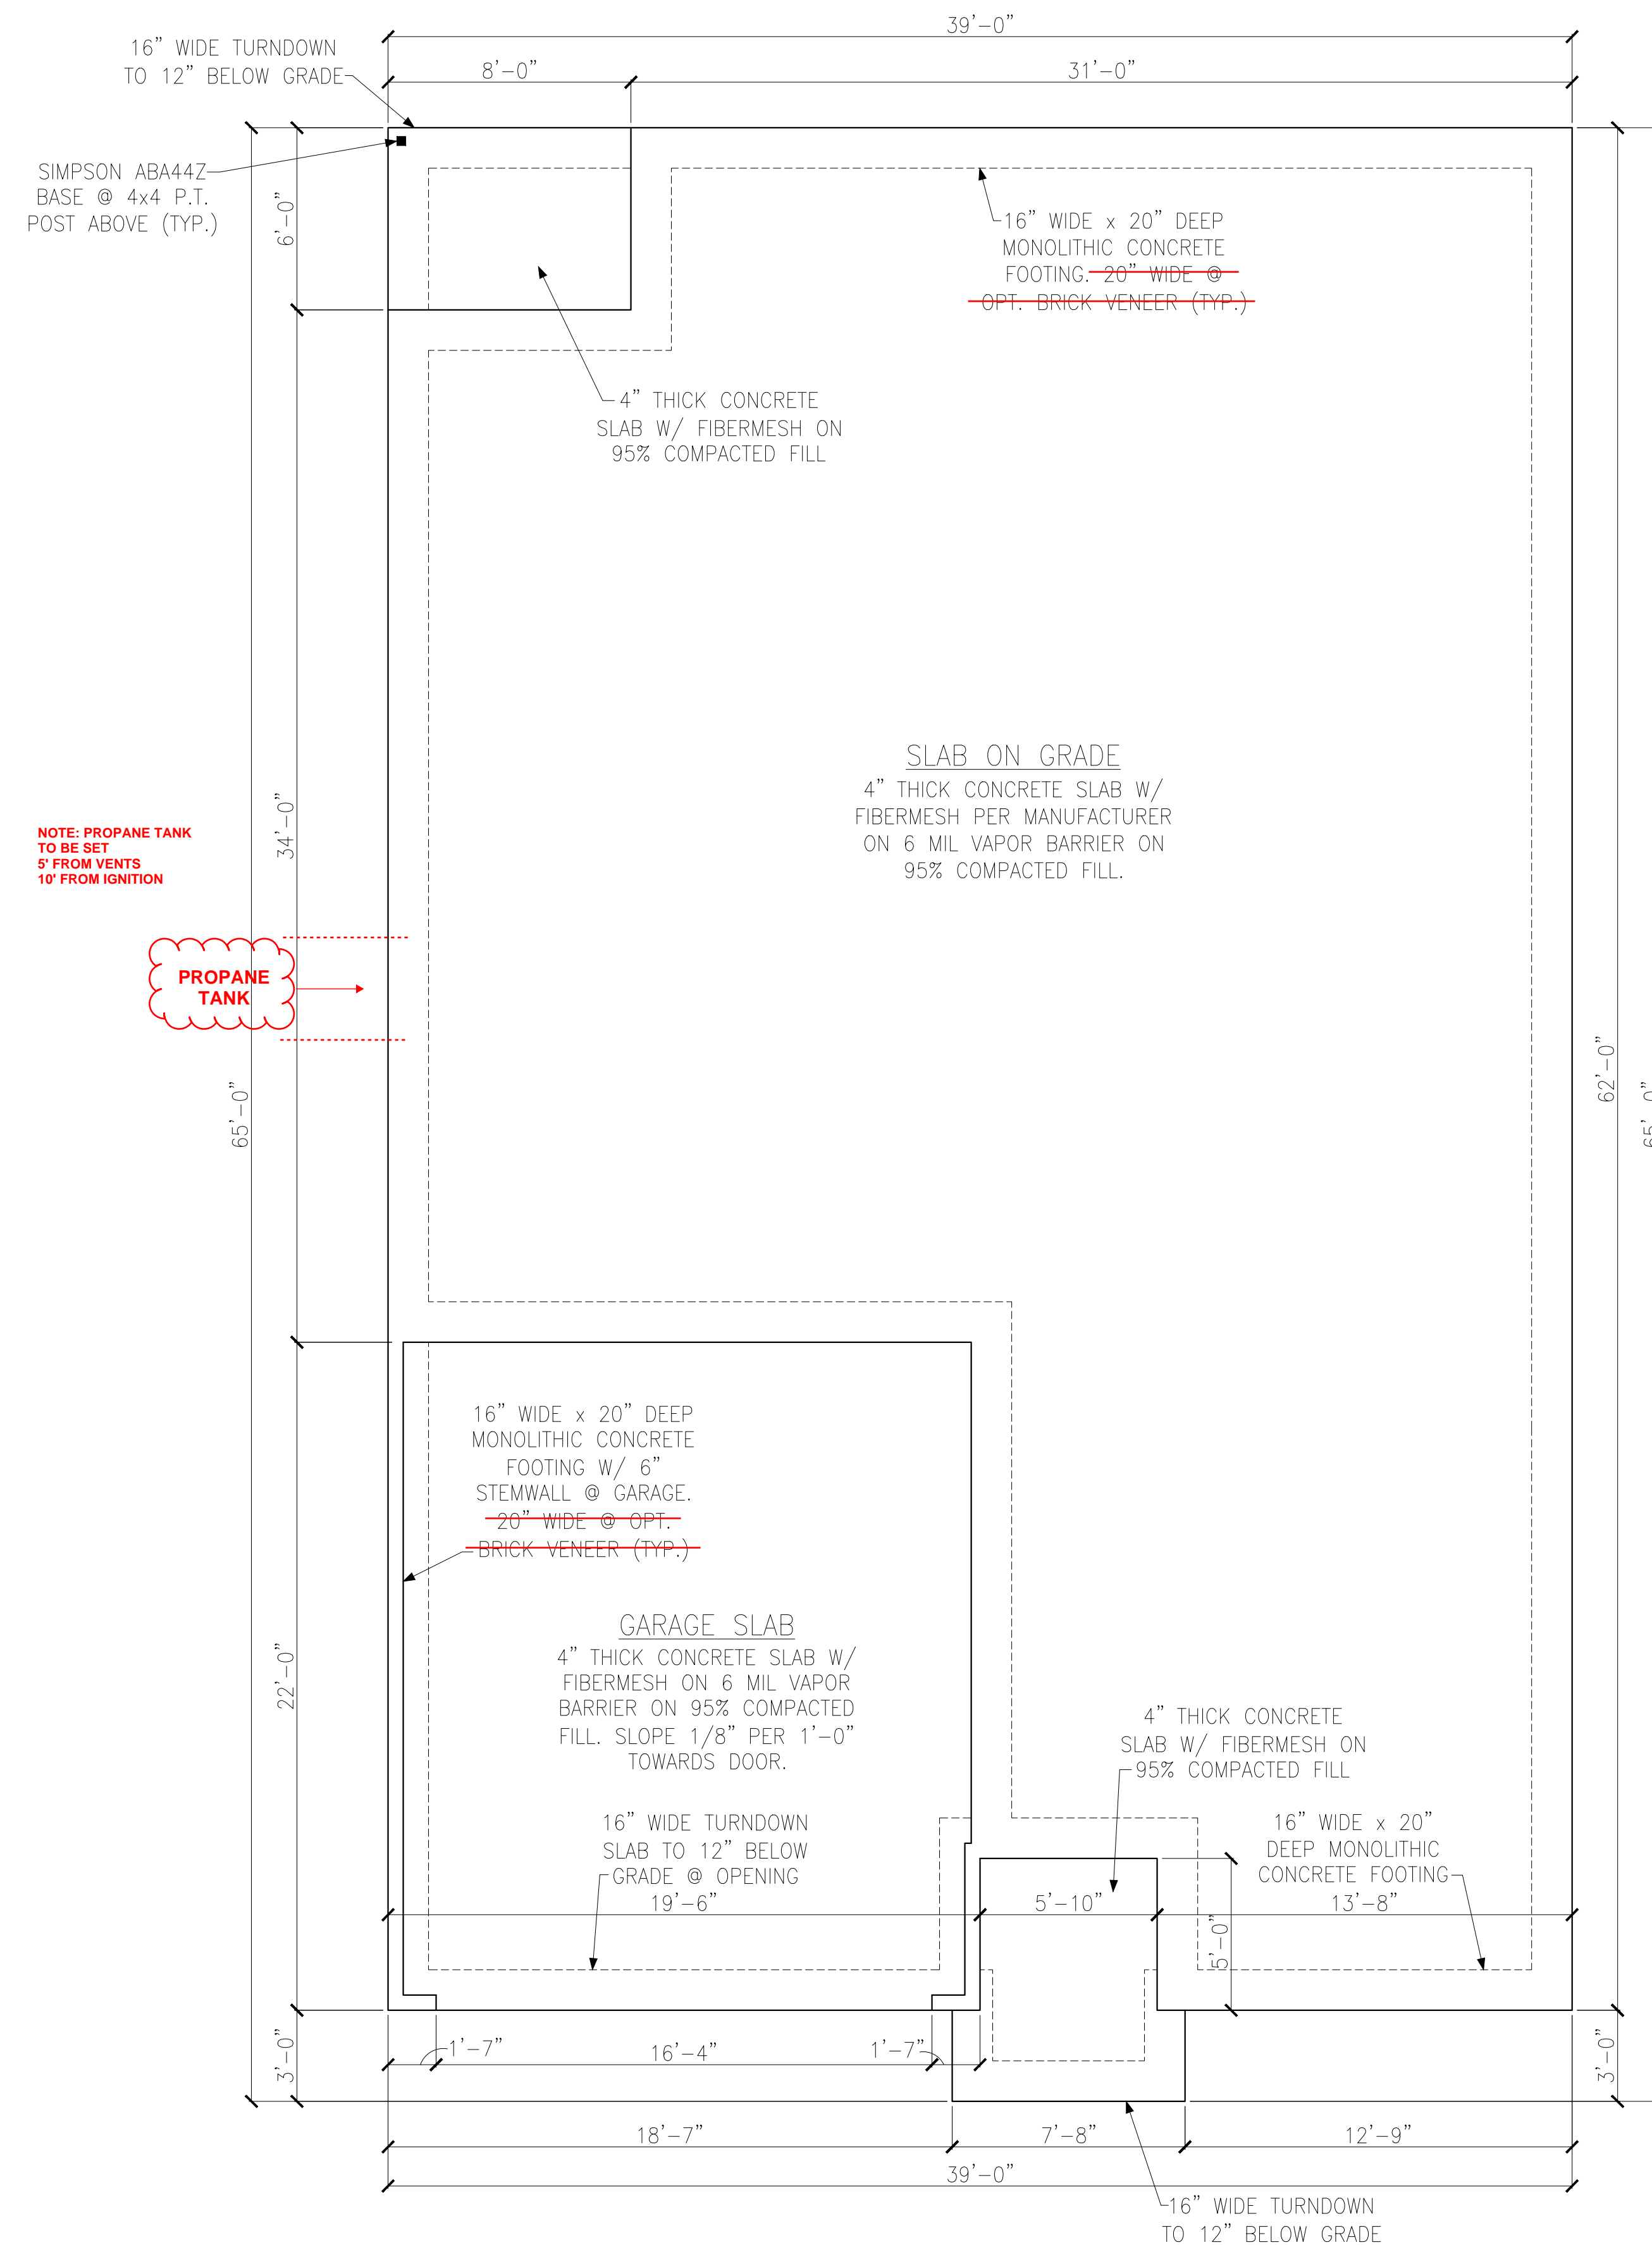 39'-0"
16" WIDE TURNDOWN
TO 12" BELOW GRADE
8'-0"
31'-0"
SIMPSON ABA44Z
BASE @ 4x4 P.T.
POST ABOVE (TYP.)
6'-0"
16" WIDE x 20" DEEP
MONOLITHIC CONCRETE
FOOTING. 20" WIDE @
OPT. BRICK VENEER (TYP.)
4" THICK CONCRETE
SLAB W/ FIBERMESH ON
95% COMPACTED FILL
SLAB ON GRADE
4" THICK CONCRETE SLAB W/
FIBERMESH PER MANUFACTURER
ON 6 MIL VAPOR BARRIER ON
95% COMPACTED FILL.
34'-0"
NOTE: PROPANE TANK
TO BE SET
5' FROM VENTS
10' FROM IGNITION
PROPANE
TANK
65'-0"
62'-0"
65'-0"
16" WIDE x 20" DEEP
MONOLITHIC CONCRETE
FOOTING W/ 6"
STEMWALL @ GARAGE.
20" WIDE @ OPT.
BRICK VENEER (TYP.)
GARAGE SLAB
4" THICK CONCRETE SLAB W/
FIBERMESH ON 6 MIL VAPOR
BARRIER ON 95% COMPACTED
FILL. SLOPE 1/8" PER 1'-0"
TOWARDS DOOR.
22'-0"
4" THICK CONCRETE
SLAB W/ FIBERMESH ON
95% COMPACTED FILL
16" WIDE TURNDOWN
SLAB TO 12" BELOW
GRADE @ OPENING
16" WIDE x 20"
DEEP MONOLITHIC
CONCRETE FOOTING
19'-6"
5'-10"
13'-8"
5'-0"
3'-0"
1'-7"
16'-4"
1'-7"
3'-0"
18'-7"
7'-8"
12'-9"
39'-0"
16" WIDE TURNDOWN
TO 12" BELOW GRADE